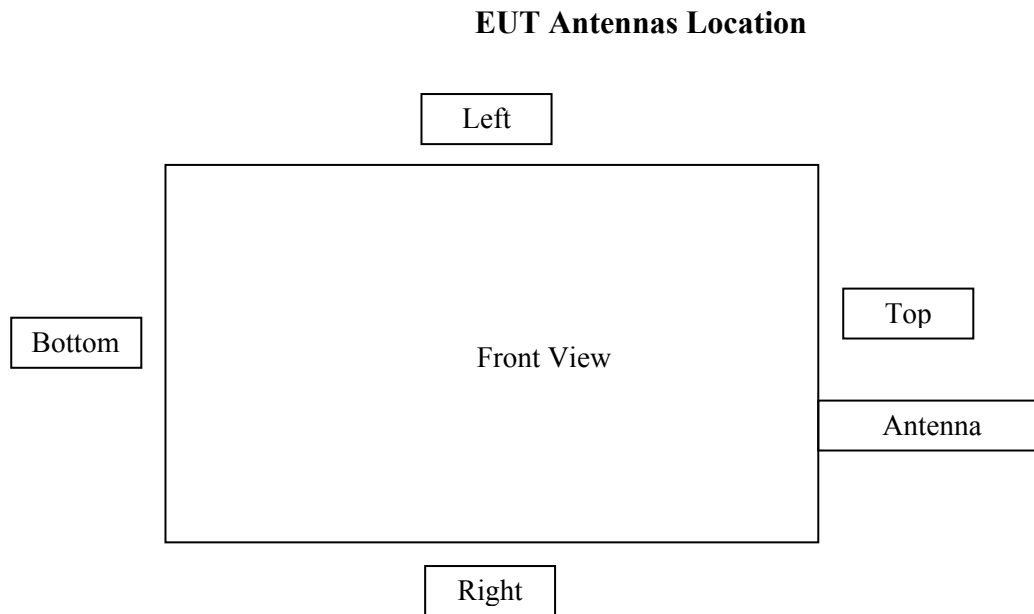 EUT Antennas Location
Left
Top
Bottom
Front View
Antenna
Right